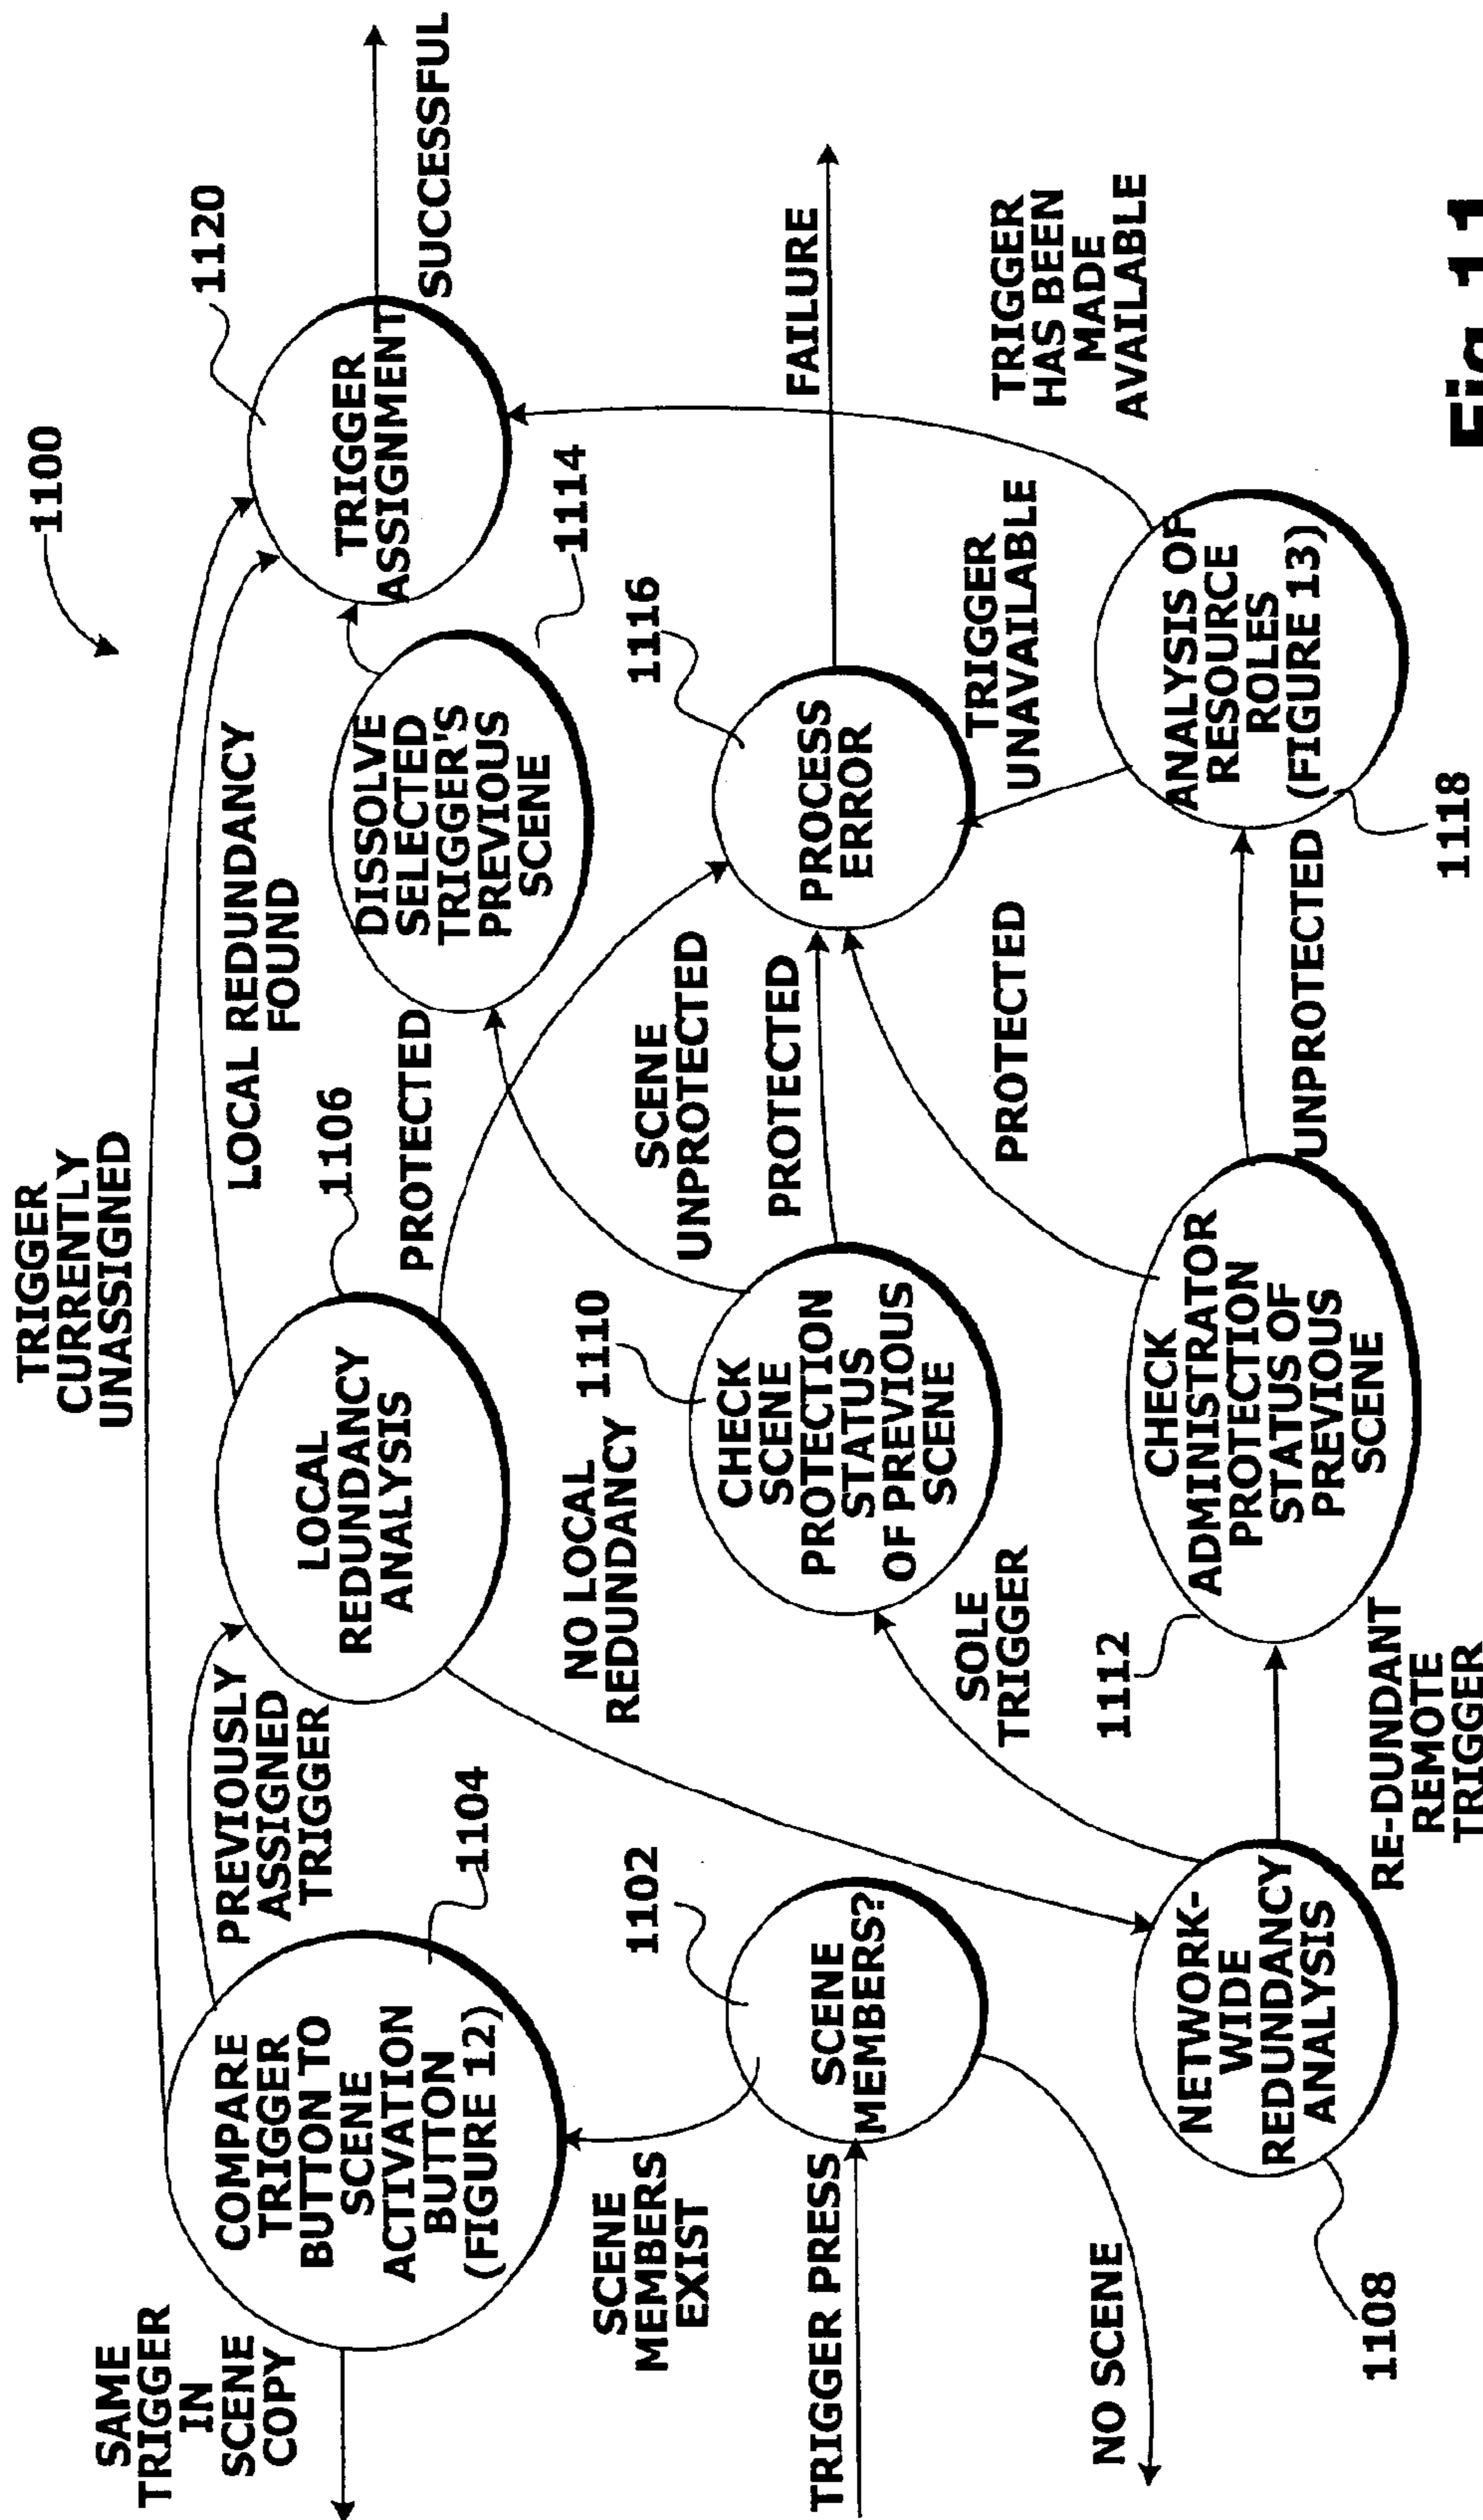 1100
TRIGGER
CURRENTLY
UNASSIGNED
SAME
TRIGGER
IN
SCENE
COPY
COMPARE
TRIGGER
BUTTON TO
SCENE
ACTIVATION
BUTTON
(FIGURE 12)
1104
PREVIOUSLY
ASSIGNED
TRIGGER
LOCAL
REDUNDANCY
ANALYSIS
1106
LOCAL REDUNDANCY
FOUND
PROTECTED
DISSOLVE
SELECTED
TRIGGER'S
PREVIOUS
SCENE
1114
TRIGGER
ASSIGNMENT
1120
SUCCESSFUL
SCENE
MEMBERS
EXIST
TRIGGER PRESS
SCENE
MEMBERS?
1102
NO SCENE
NO LOCAL
REDUNDANCY
1110
CHECK
SCENE
PROTECTION
STATUS
OF PREVIOUS
SCENE
SCENE
UNPROTECTED
PROTECTED
PROCESS
ERROR
1116
FAILURE
SOLE
TRIGGER
NETWORK-
WIDE
REDUNDANCY
ANALYSIS
1108
RE-DUNDANT
REMOTE
TRIGGER
1112
CHECK
ADMINISTRATOR
PROTECTION
STATUS OF
PREVIOUS
SCENE
PROTECTED
UNPROTECTED
TRIGGER
UNAVAILABLE
ANALYSIS OF
RESOURCE
ROLES
(FIGURE 13)
1118
TRIGGER
HAS BEEN
MADE
AVAILABLE
Fig. 11